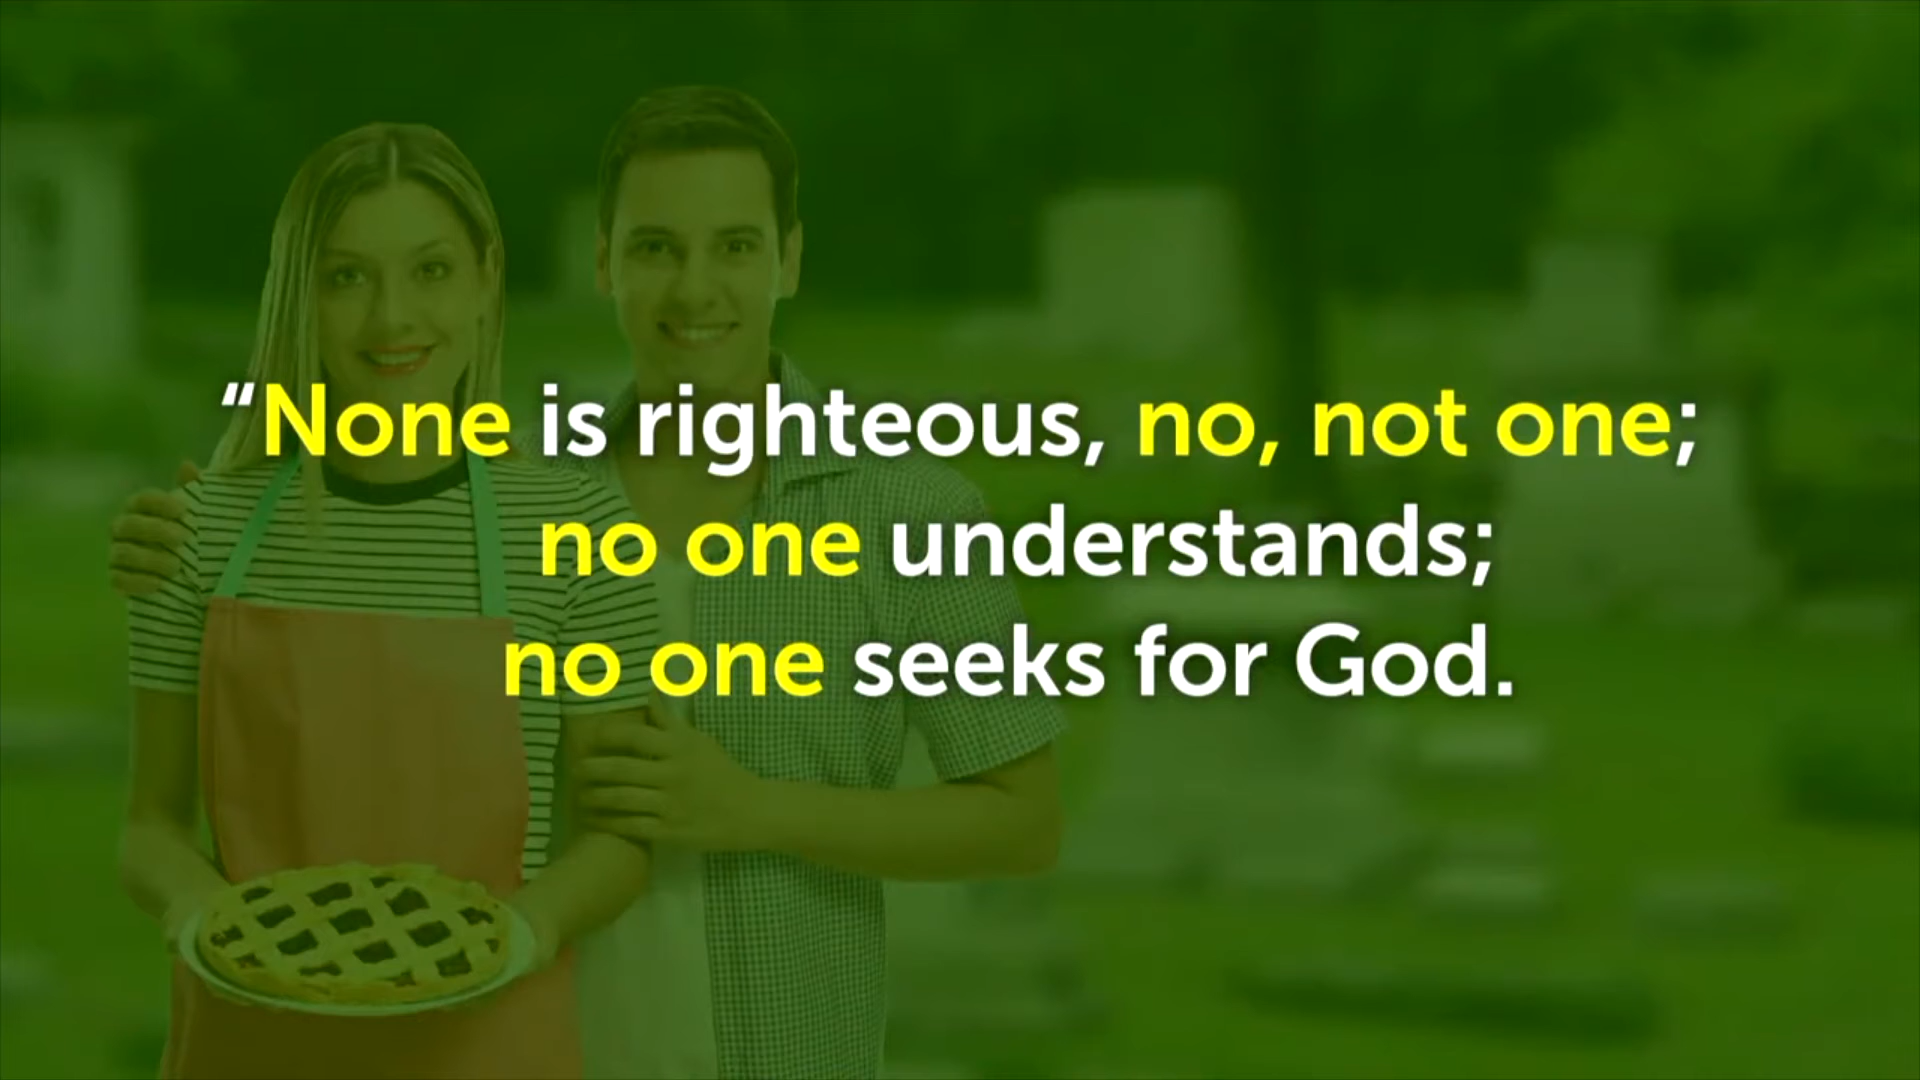 “None is righteous, no, not one;
no one understands;
no one seeks for God.